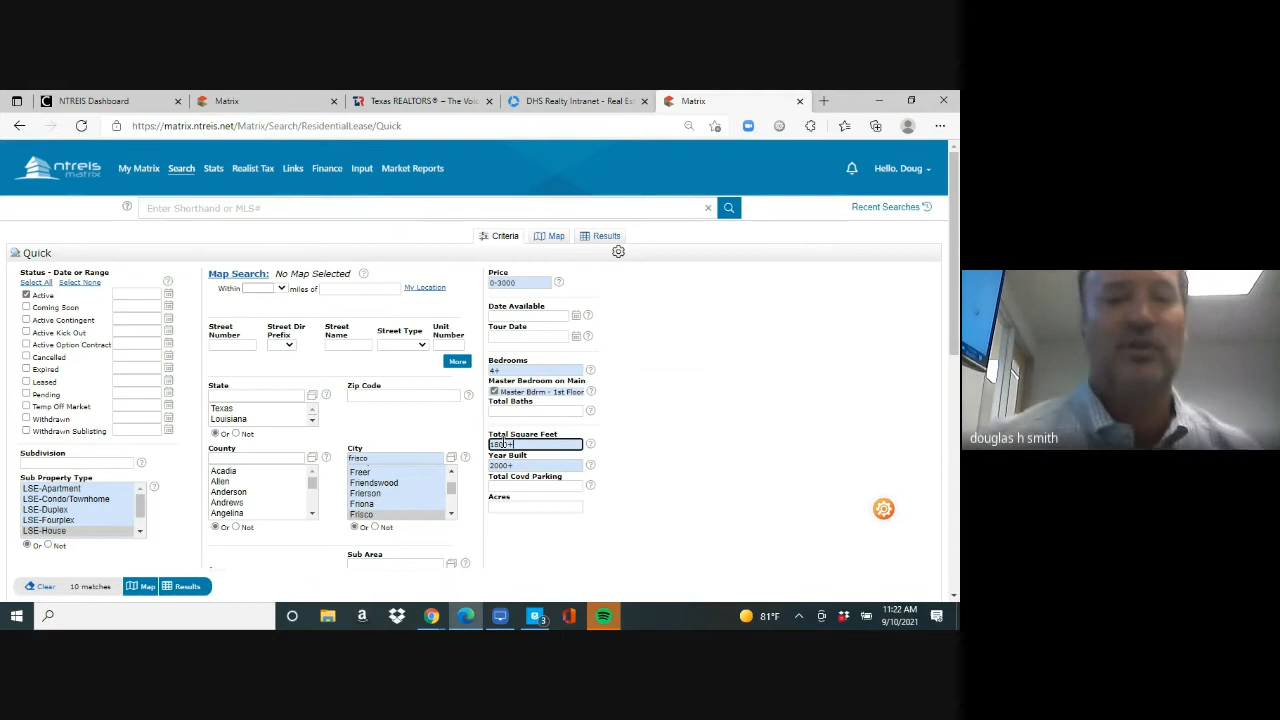 NTREIS Dashboard
Matrix
Texas REALTORS® – The Voi
DHS Realty Intranet - Real Est
Matrix
https://matrix.ntreis.net/Matrix/Search/ResidentialLease/Quick
ntreis matrix
My Matrix Search Stats Realist Tax Links Finance Input Market Reports
Hello, Doug
Enter Shorthand or MLS#
Recent Searches
Criteria Map Results
Quick
Status - Date or Range
Select All Select None
Active
Coming Soon
Active Contingent
Active Kick Out
Active Option Contract
Cancelled
Expired
Leased
Pending
Temp Off Market
Withdrawn
Withdrawn Sublisting
Subdivision
Sub Property Type
LSE-Apartment
LSE-Condo/Townhome
LSE-Duplex
LSE-Fourplex
LSE-House
Or Not
Map Search: No Map Selected
Within miles of My Location
Street Number
Street Dir Prefix
Street Name
Street Type
Unit Number
More
State
Texas
Louisiana
Or Not
Zip Code
County
Acadia
Allen
Anderson
Andrews
Angelina
Or Not
City
frisco
Freer
Friendswood
Frierson
Friona
Frisco
Or Not
Sub Area
Price
0-3000
Date Available
Tour Date
Bedrooms
4+
Master Bedroom on Main
Master Bdrm - 1st Floor
Total Baths
Total Square Feet
1800+
Year Built
2000+
Total Covd Parking
Acres
Clear 10 matches Map Results
douglas h smith
3
81°F
11:22 AM
9/10/2021